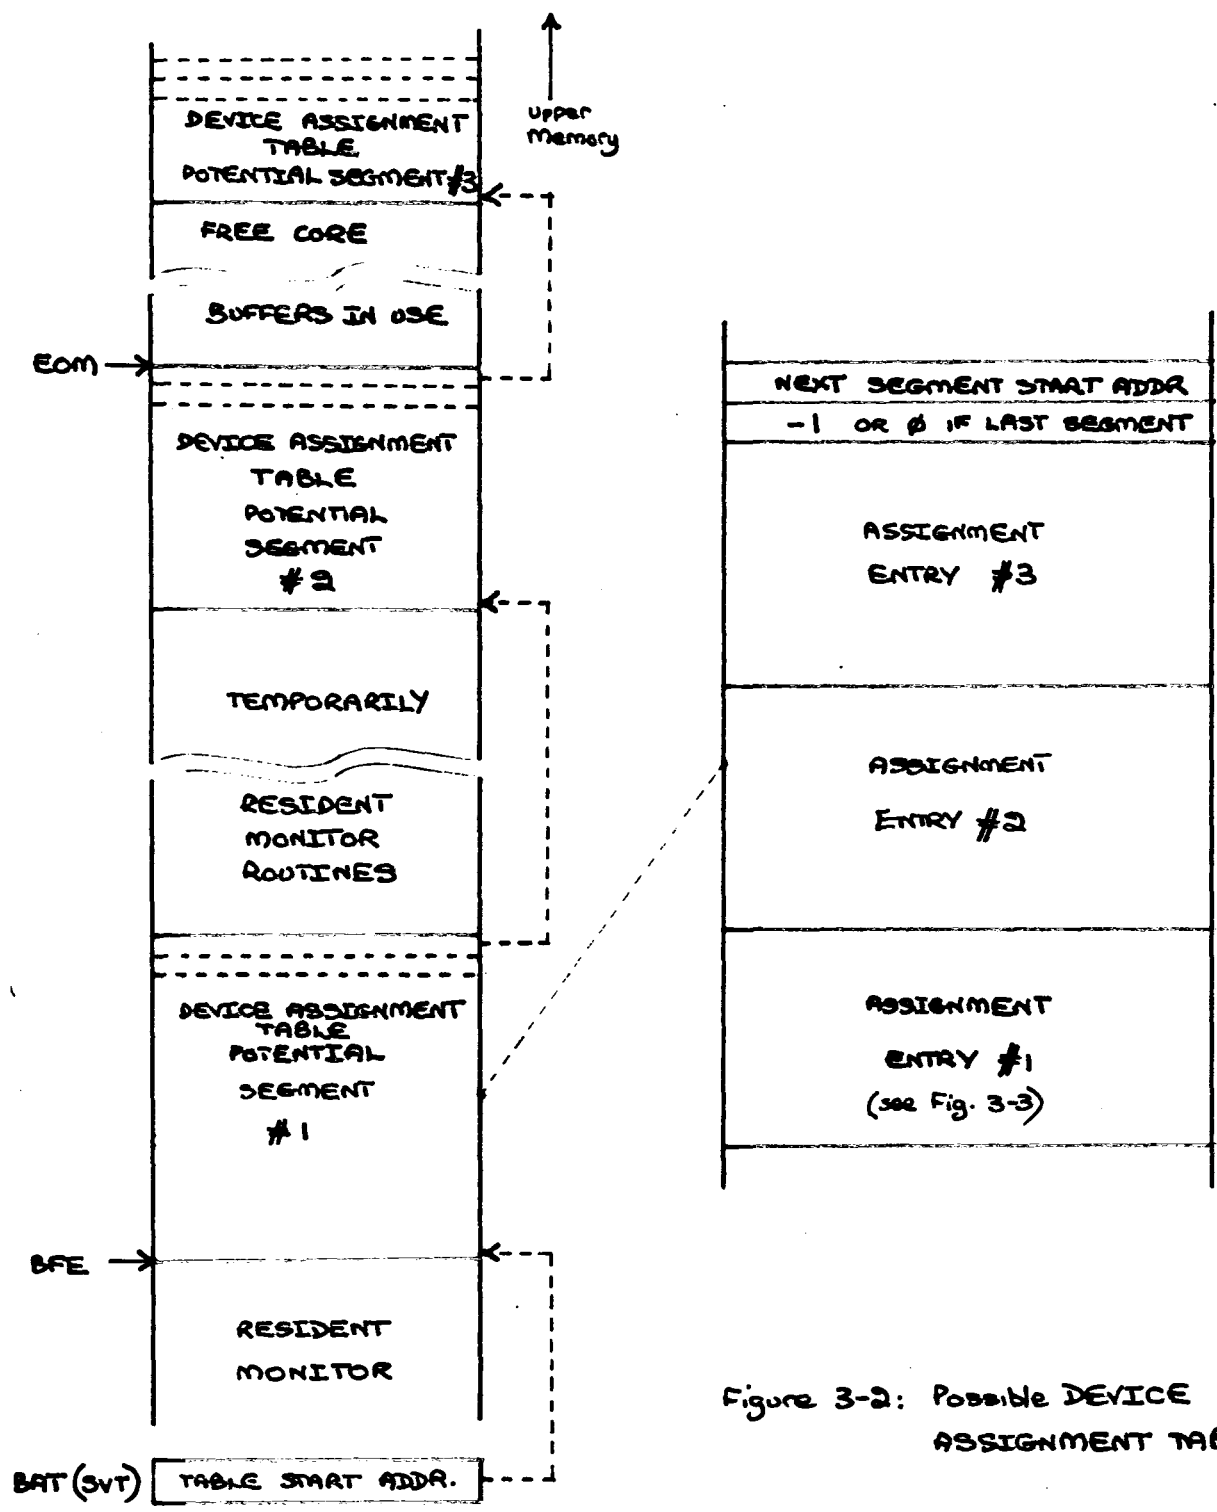 upper
Memory
DEVICE ASSIGNMENT
TABLE
POTENTIAL SEGMENT #3
FREE CORE
BUFFERS IN USE
EOM
DEVICE ASSIGNMENT
TABLE
POTENTIAL
SEGMENT
#2
TEMPORARILY
RESIDENT
MONITOR
ROUTINES
DEVICE ASSIGNMENT
TABLE
POTENTIAL
SEGMENT
#1
BFE
RESIDENT
MONITOR
BAT (SVT)
TABLE START ADDR.
NEXT SEGMENT START ADDR
-1 OR Ø IF LAST SEGMENT
ASSIGNMENT
ENTRY #3
ASSIGNMENT
ENTRY #2
ASSIGNMENT
ENTRY #1
(see Fig. 3-3)
Figure 3-2: Possible DEVICE
ASSIGNMENT TAB